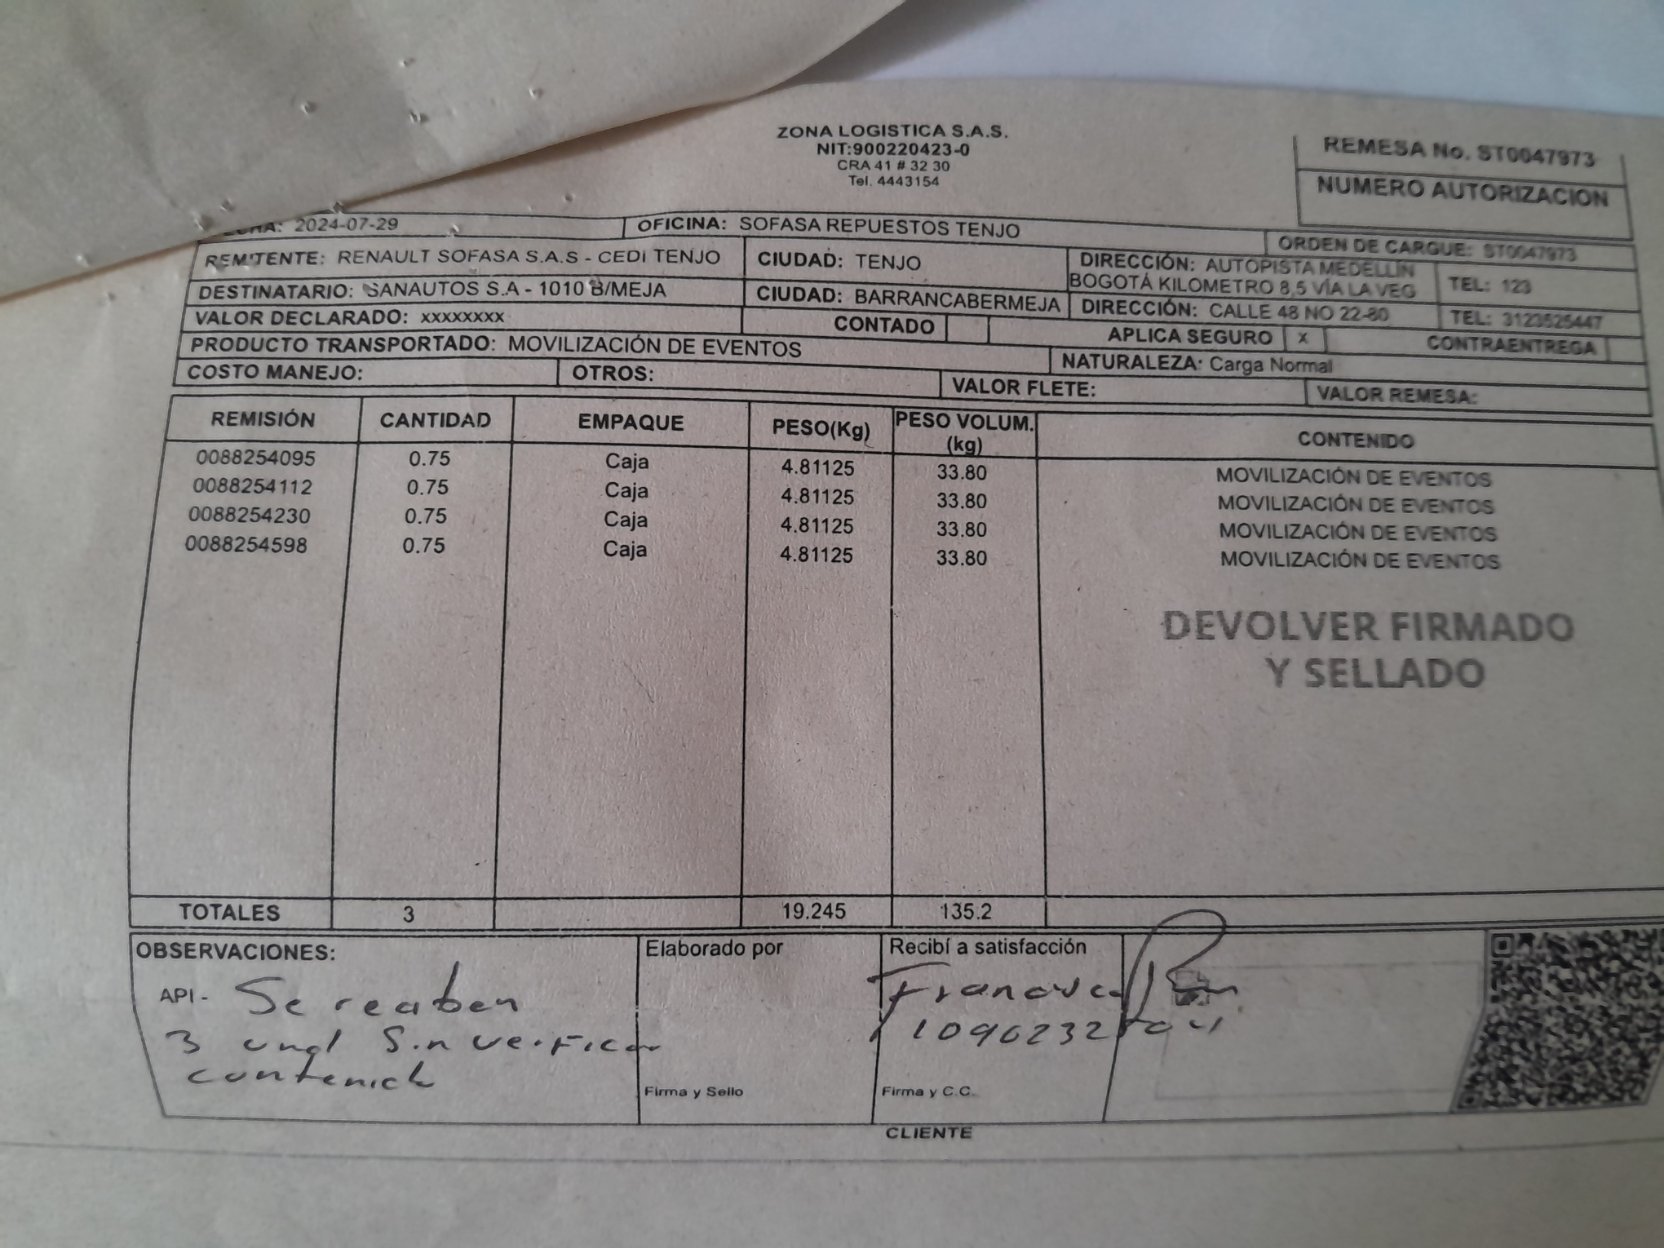 ZONA LOGISTICA S.A.S.
NIT:900220423-0
CRA 41 # 32 30
Tel. 4443154
REMESA No. ST0047973
NUMERO AUTORIZACION
2024-07-29 OFICINA: SOFASA REPUESTOS TENJO
ORDEN DE CARGUE: ST0047973
REMITENTE: RENAULT SOFASA S.A.S - CEDI TENJO CIUDAD: TENJO DIRECCIÓN: AUTOPISTA MEDELLIN
BOGOTÁ KILOMETRO 8,5 VÍA LA VEG TEL: 123
DESTINATARIO: SANAUTOS S.A - 1010 B/MEJA CIUDAD: BARRANCABERMEJA DIRECCIÓN: CALLE 48 NO 22-80 TEL: 3123525447
VALOR DECLARADO: xxxxxxxx CONTADO APLICA SEGURO x CONTRAENTREGA
PRODUCTO TRANSPORTADO: MOVILIZACIÓN DE EVENTOS NATURALEZA: Carga Normal
COSTO MANEJO: OTROS: VALOR FLETE: VALOR REMESA:
REMISIÓN CANTIDAD EMPAQUE PESO(Kg) PESO VOLUM. (kg) CONTENIDO
0088254095 0.75 Caja 4.81125 33.80 MOVILIZACIÓN DE EVENTOS
0088254112 0.75 Caja 4.81125 33.80 MOVILIZACIÓN DE EVENTOS
0088254230 0.75 Caja 4.81125 33.80 MOVILIZACIÓN DE EVENTOS
0088254598 0.75 Caja 4.81125 33.80 MOVILIZACIÓN DE EVENTOS
DEVOLVER FIRMADO
Y SELLADO
TOTALES 3 19.245 135.2
OBSERVACIONES: Elaborado por Recibí a satisfacción
API- Se reciben
3 und Sin verificar
Firma y Sello Firma y C.C.
CLIENTE